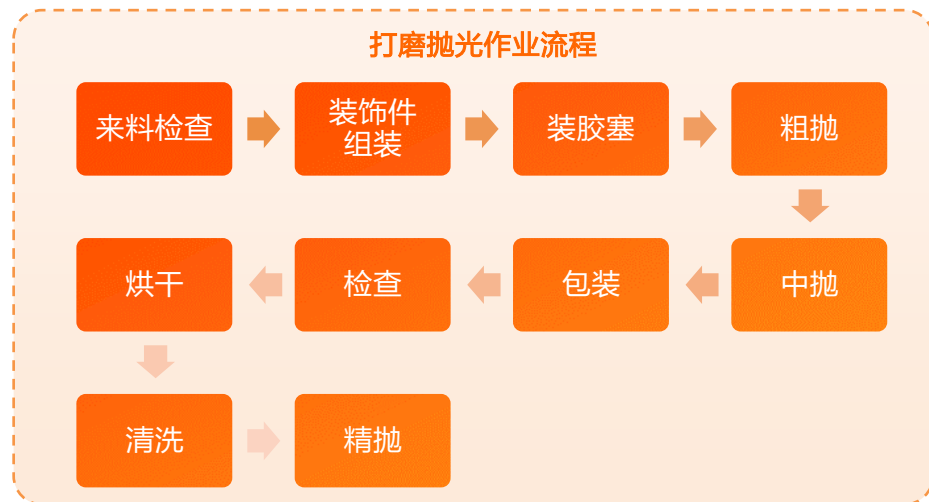 打磨抛光作业流程
来料检查
装饰件
组装
装胶塞
粗抛
中抛
包装
检查
烘干
清洗
精抛